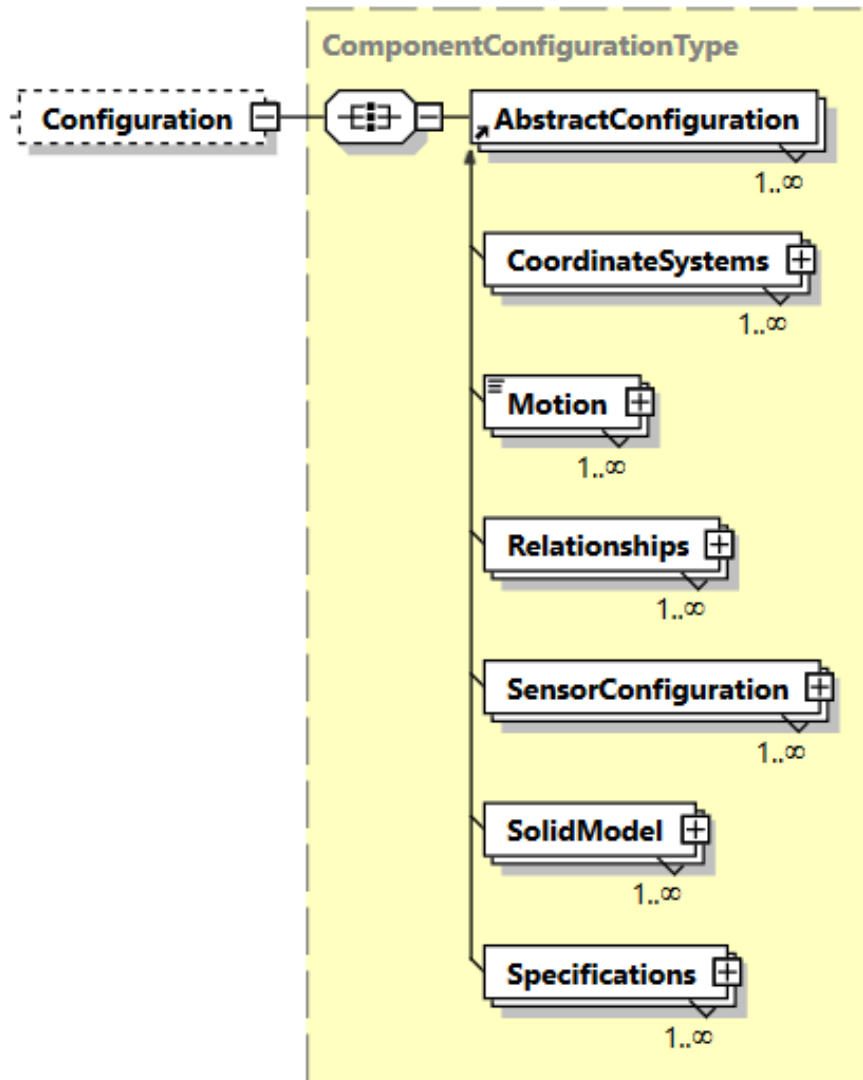 ComponentConfigurationType
Configuration
AbstractConfiguration
1..∞
CoordinateSystems
1..∞
Motion
1..∞
Relationships
1..∞
SensorConfiguration
1..∞
SolidModel
1..∞
Specifications
1..∞